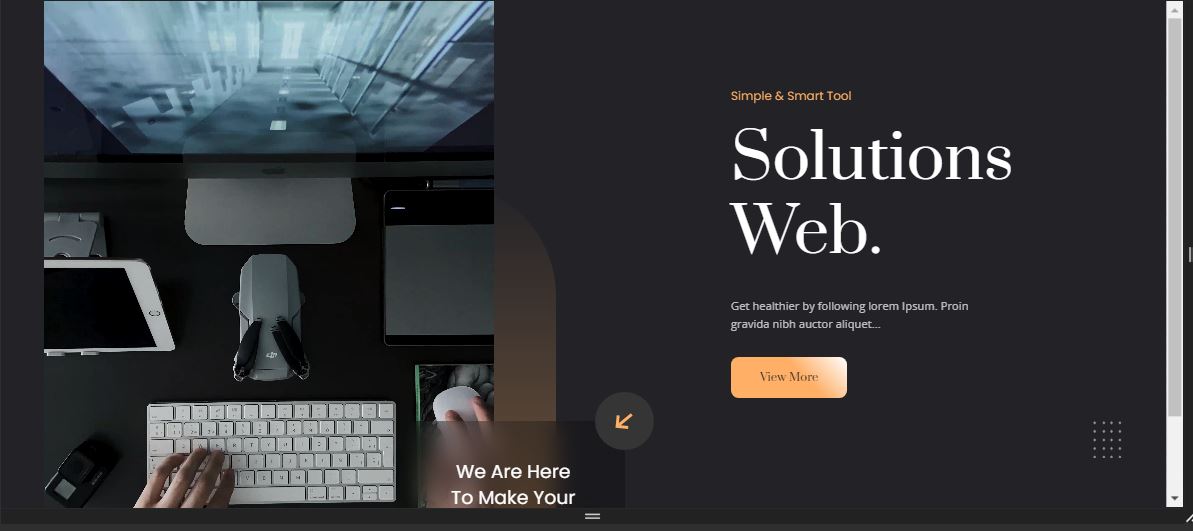 Simple & Smart Tool
Solutions
Web.
Get healthier by following lorem Ipsum. Proin
gravida nibh auctor aliquet...
View More
We Are Here
To Make Your